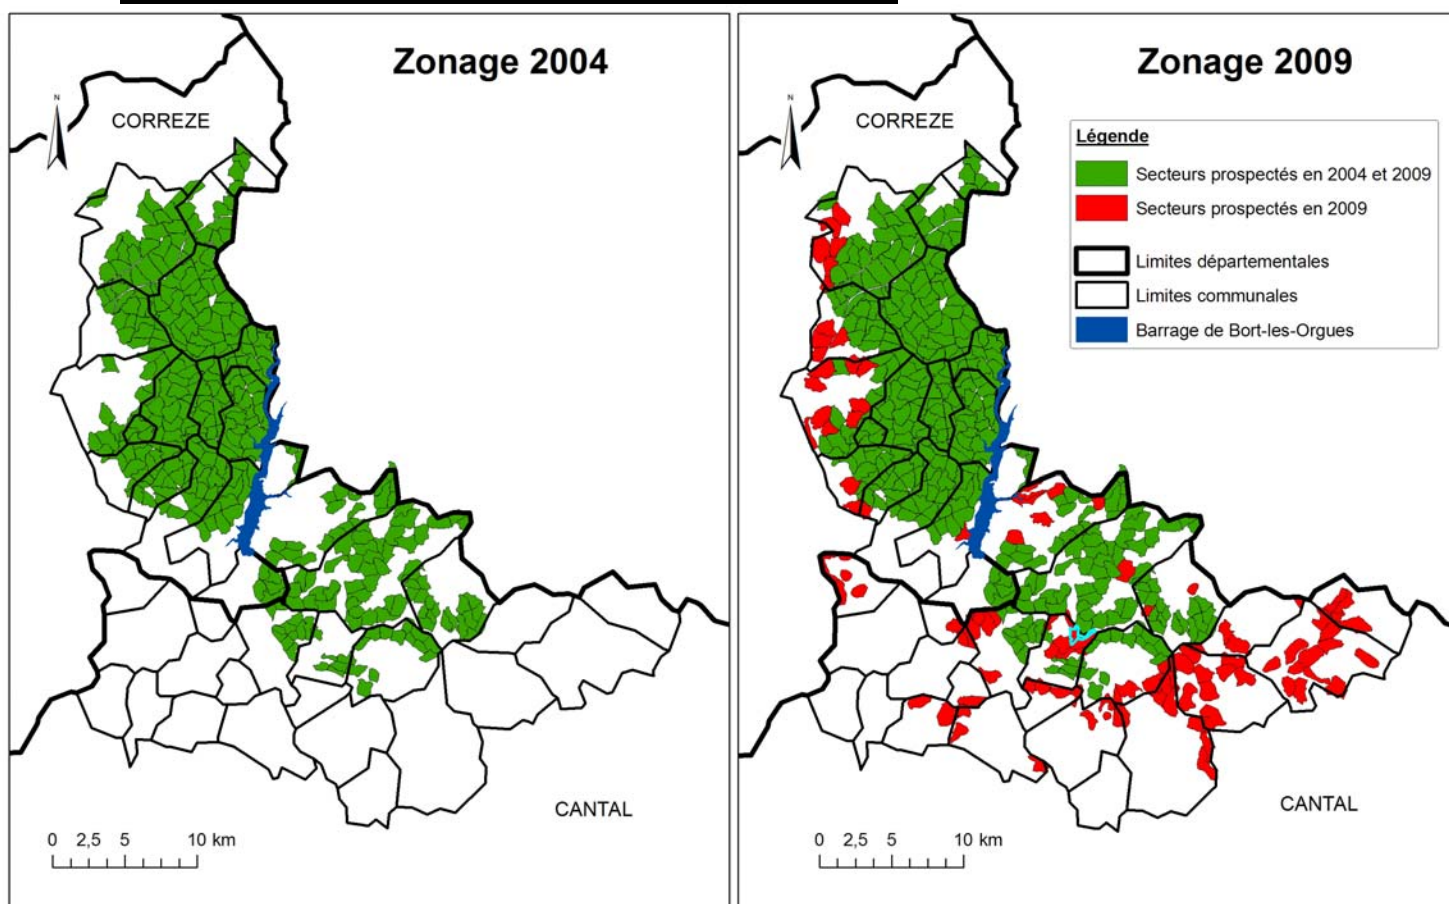 Zonage 2004
N
CORREZE
CANTAL
0 2,5 5 10 km
Zonage 2009
N
CORREZE
Légende
Secteurs prospectés en 2004 et 2009
Secteurs prospectés en 2009
Limites départementales
Limites communales
Barrage de Bort-les-Orgues
CANTAL
0 2,5 5 10 km